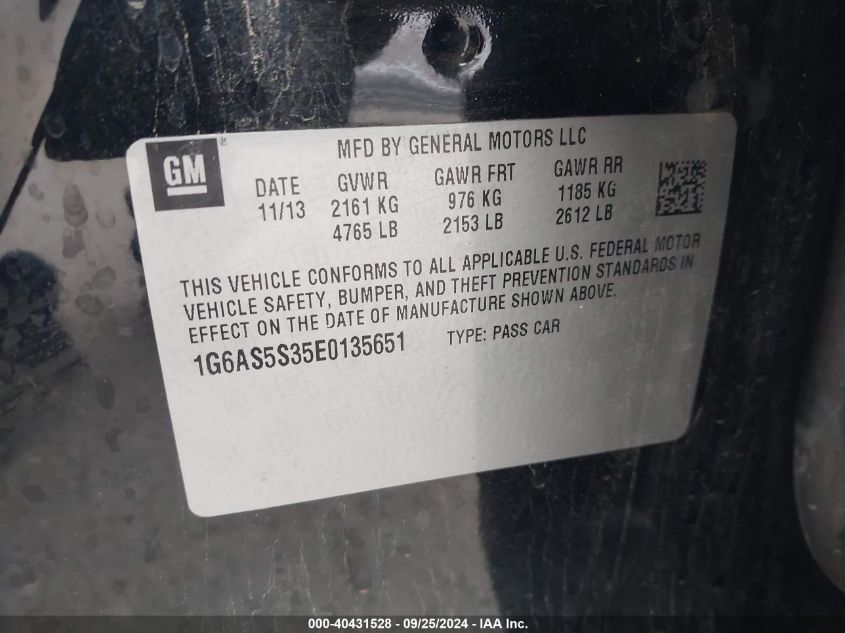 GM
MFD BY GENERAL MOTORS LLC
DATE GVWR GAWR FRT GAWR RR
11/13 2161 KG 976 KG 1185 KG
4765 LB 2153 LB 2612 LB
THIS VEHICLE CONFORMS TO ALL APPLICABLE U.S. FEDERAL MOTOR
VEHICLE SAFETY, BUMPER, AND THEFT PREVENTION STANDARDS IN
EFFECT ON THE DATE OF MANUFACTURE SHOWN ABOVE.
1G6AS5S35E0135651 TYPE: PASS CAR
000-40431528 - 09/25/2024 - IAA Inc.